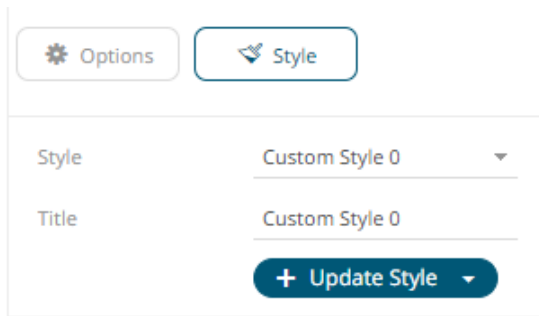 Options Style
Style Custom Style 0
Title Custom Style 0
+ Update Style